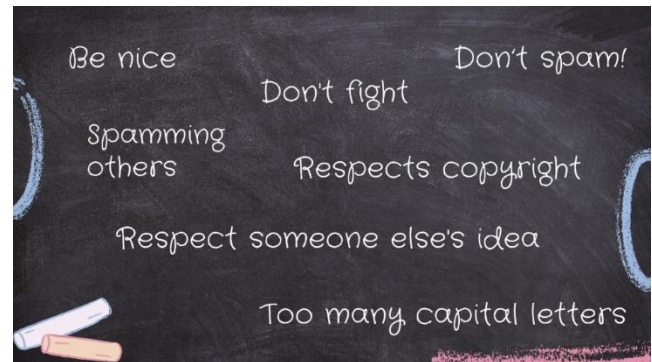 Be nice
Don't spam!
Don't fight
Spamming
others
Respects copyright
Respect someone else's idea
Too many capital letters